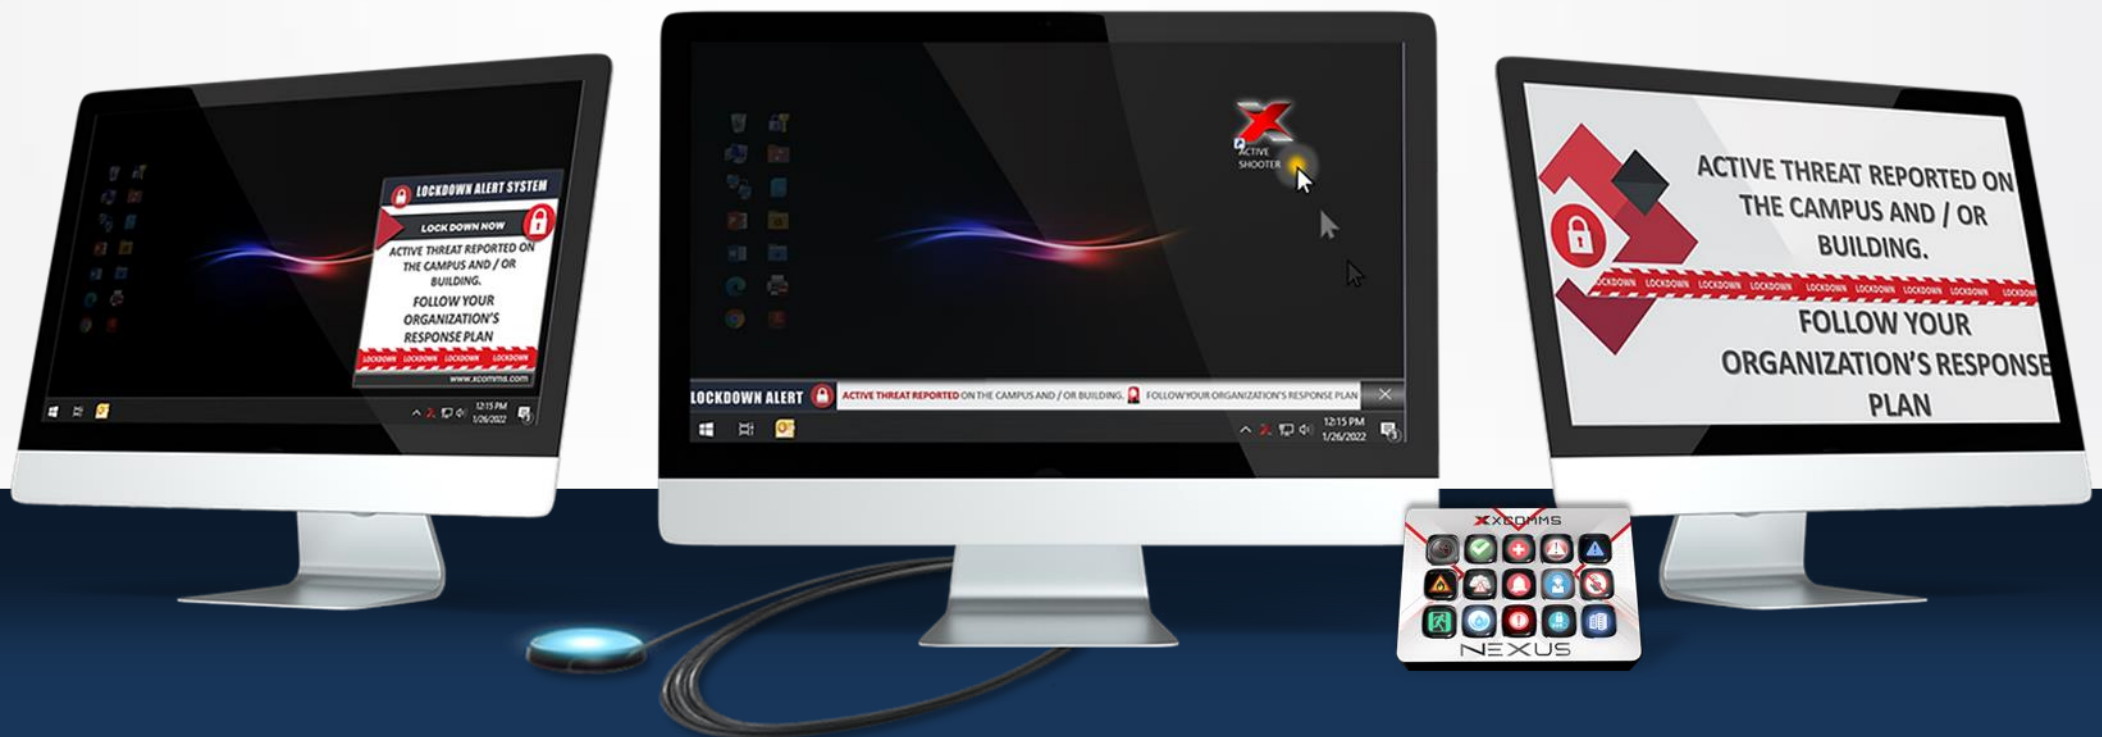 LOCKDOWN ALERT SYSTEM
LOCK DOWN NOW
ACTIVE THREAT REPORTED ON
THE CAMPUS AND / OR
BUILDING.
FOLLOW YOUR
ORGANIZATION'S
RESPONSE PLAN
LOCKDOWN LOCKDOWN LOCKDOWN LOCKDOWN
www.xcomms.com
12:15 PM
1/26/2022
ACTIVE
SHOOTER
LOCKDOWN ALERT ACTIVE THREAT REPORTED ON THE CAMPUS AND / OR BUILDING. FOLLOW YOUR ORGANIZATION'S RESPONSE PLAN
12:15 PM
1/26/2022
ACTIVE THREAT REPORTED ON
THE CAMPUS AND / OR
BUILDING.
LOCKDOWN LOCKDOWN LOCKDOWN LOCKDOWN LOCKDOWN LOCKDOWN LOCKDOWN
FOLLOW YOUR
ORGANIZATION'S RESPONSE
PLAN
XCOMMS
NEXUS